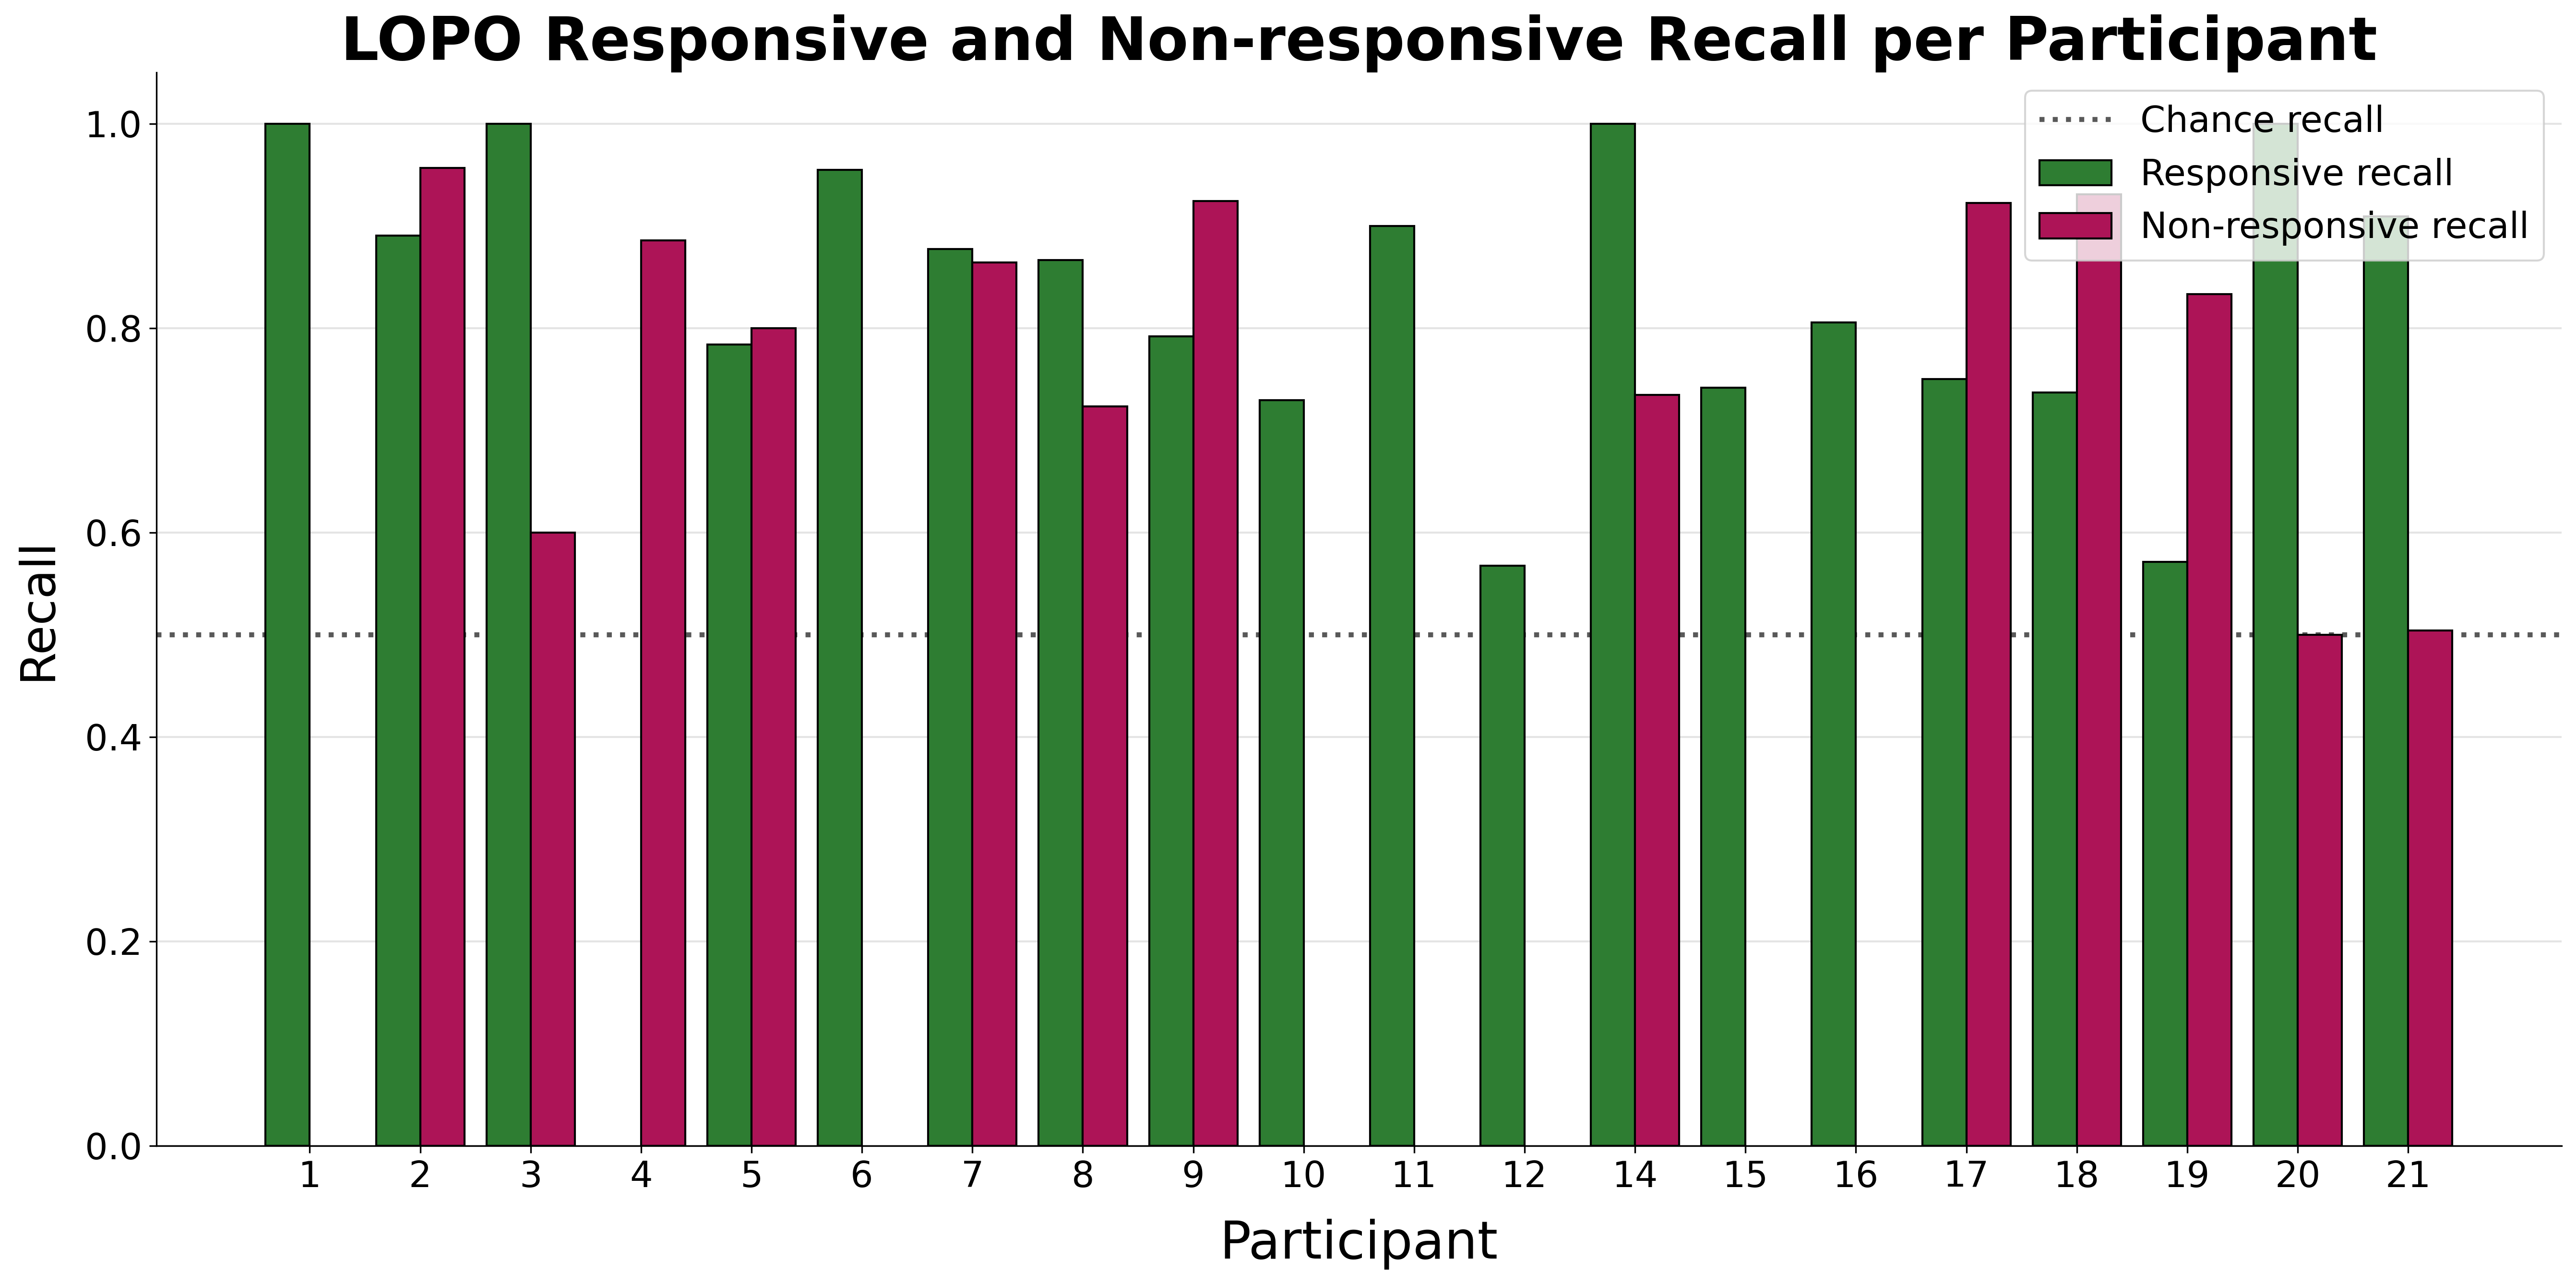 LOPO Responsive and Non-responsive Recall per Participant
Chance recall
Responsive recall
Non-responsive recall
1.0
0.8
0.6
0.4
0.2
0.0
Recall
1 2 3 4 5 6 7 8 9 10 11 12 14 15 16 17 18 19 20 21
Participant